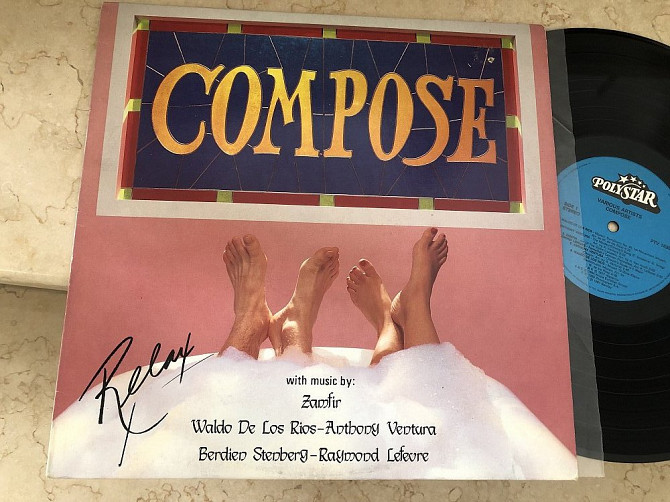 COMPOSE
Relax
with music by:
Zamfir
Waldo De Los Rios-Anthony Ventura
Berdien Stenberg-Raymond Lefevre
POLYSTAR
VARIOUS ARTISTS
COMPOSE
STEREO